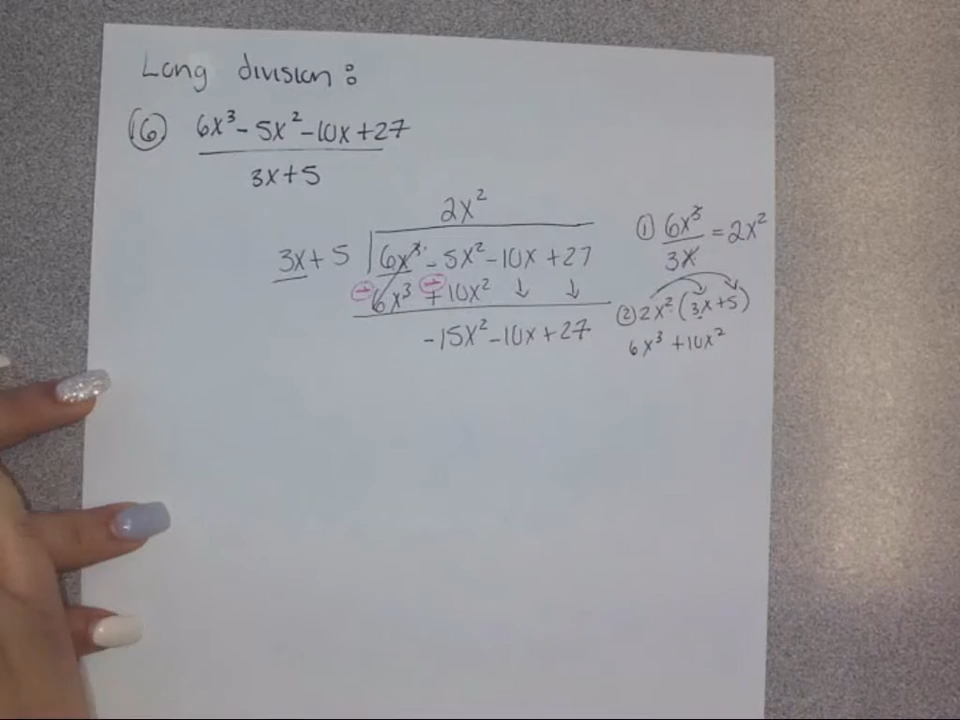 Long division:
(6) 6x³ - 5x² - 10x + 27
3x + 5
2x²
3x + 5 6x³ - 5x² - 10x + 27
- 6x³ + 10x² ↓ ↓
- 15x² - 10x + 27
① 6x³ = 2x²
3x
② 2x² (3x + 5)
6x³ + 10x²